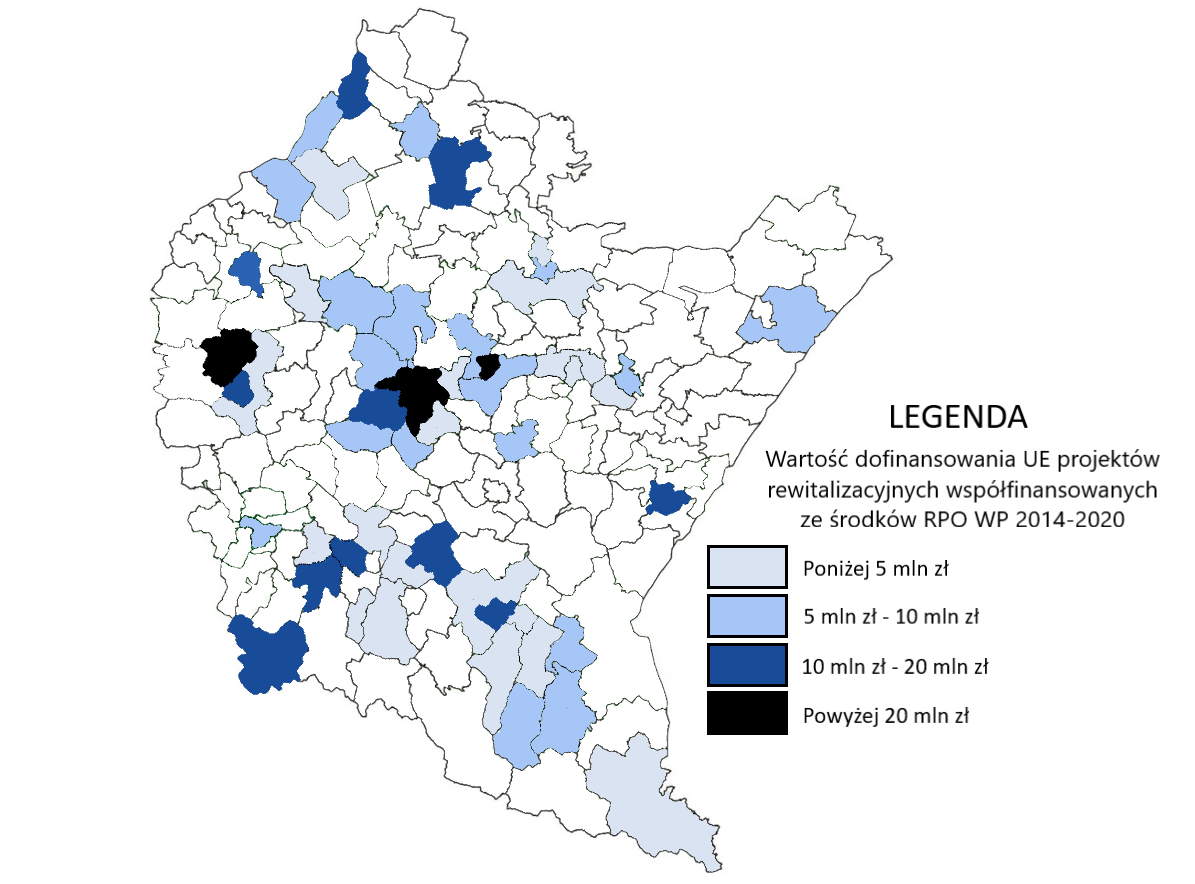 LEGENDA
Wartość dofinansowania UE projektów
rewitalizacyjnych współfinansowanych
ze środków RPO WP 2014-2020
Poniżej 5 mln zł
5 mln zł - 10 mln zł
10 mln zł - 20 mln zł
Powyżej 20 mln zł